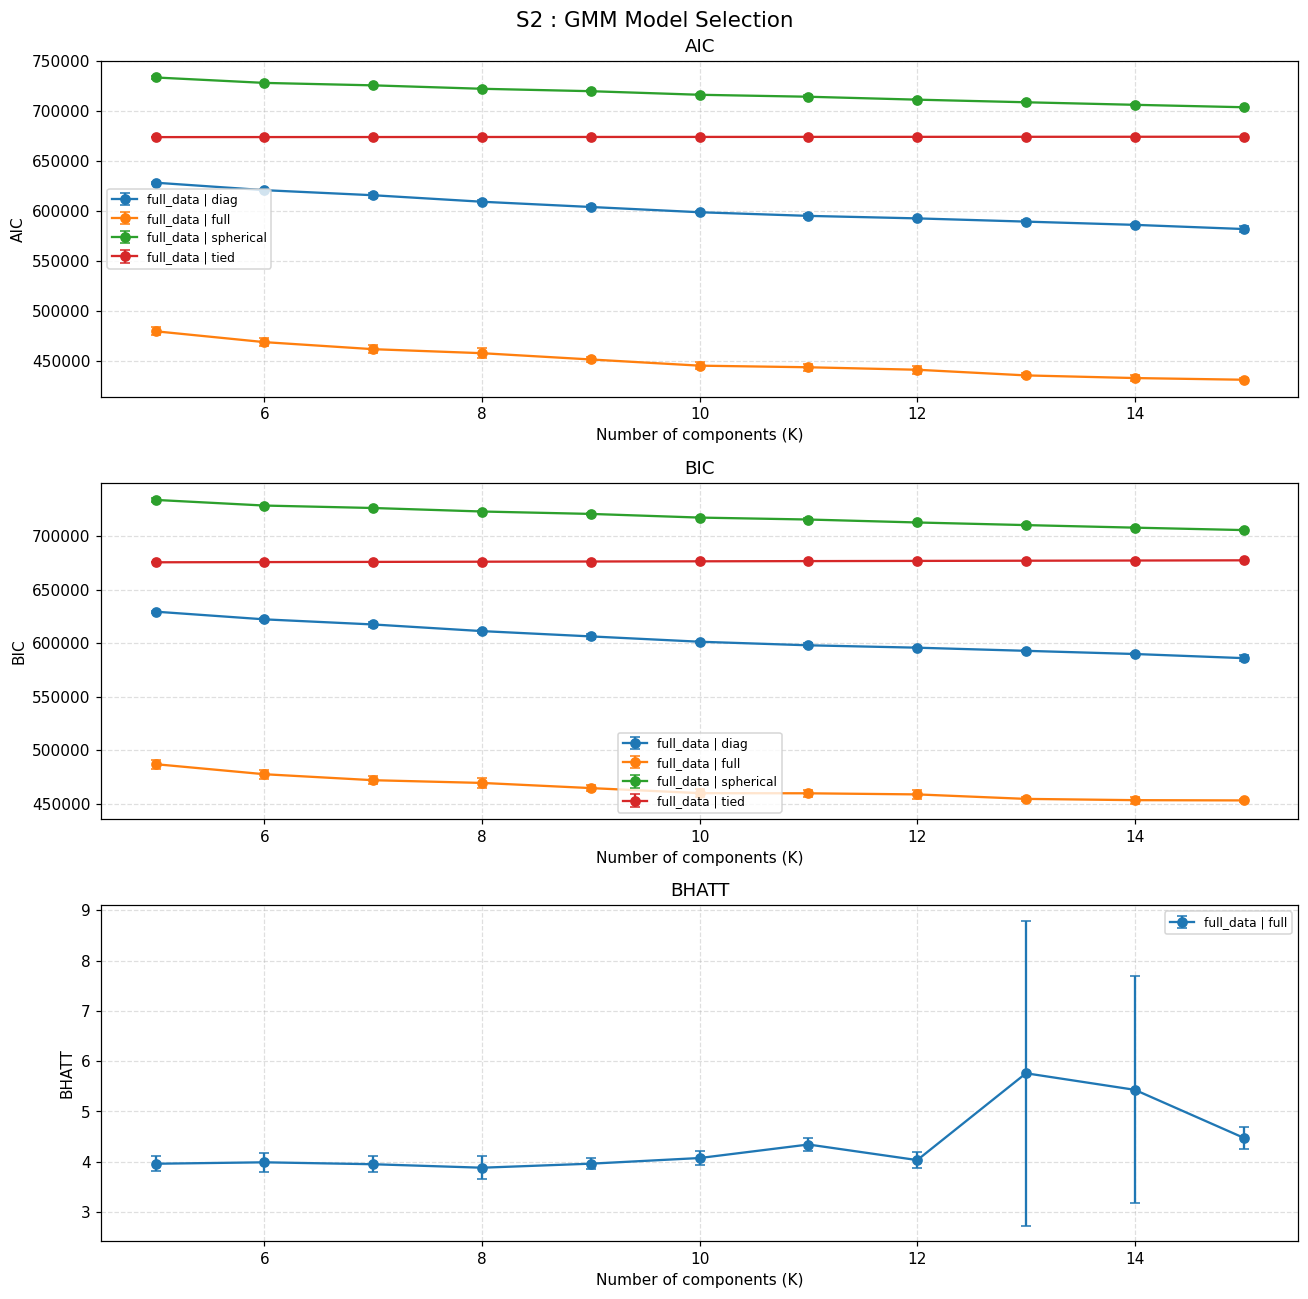 S2 : GMM Model Selection
AIC
750000
700000
650000
600000
550000
500000
450000
AIC
full_data | diag
full_data | full
full_data | spherical
full_data | tied
6 8 10 12 14
Number of components (K)
BIC
700000
650000
600000
550000
500000
450000
BIC
full_data | diag
full_data | full
full_data | spherical
full_data | tied
6 8 10 12 14
Number of components (K)
BHATT
9
8
7
6
5
4
3
BHATT
full_data | full
6 8 10 12 14
Number of components (K)